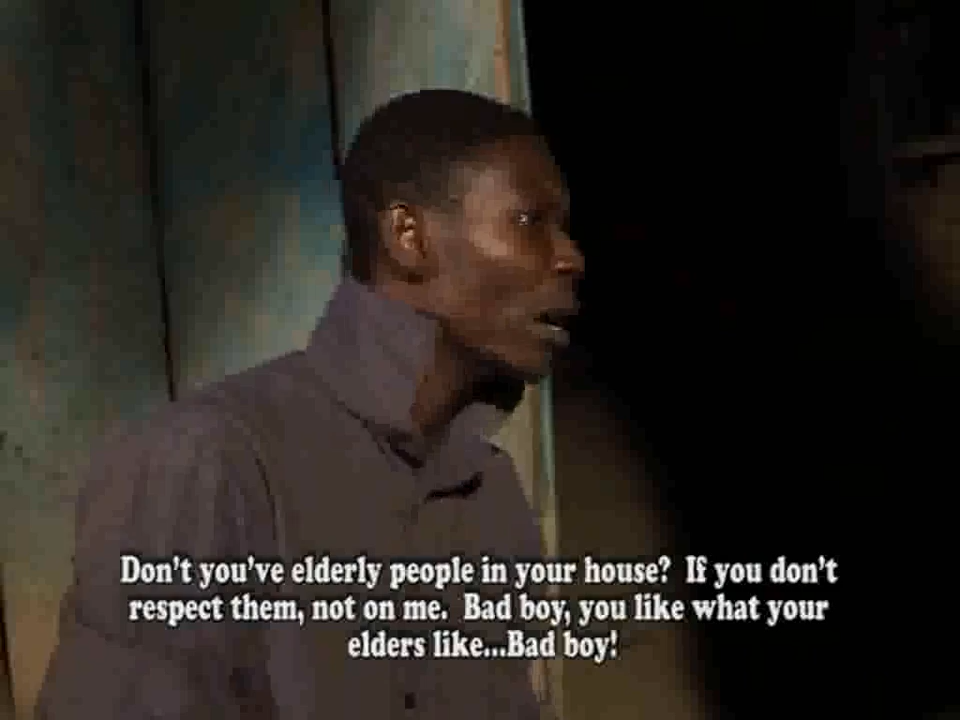 Don't you've elderly people in your house? If you don't
respect them, not on me. Bad boy, you like what your
elders like...Bad boy!